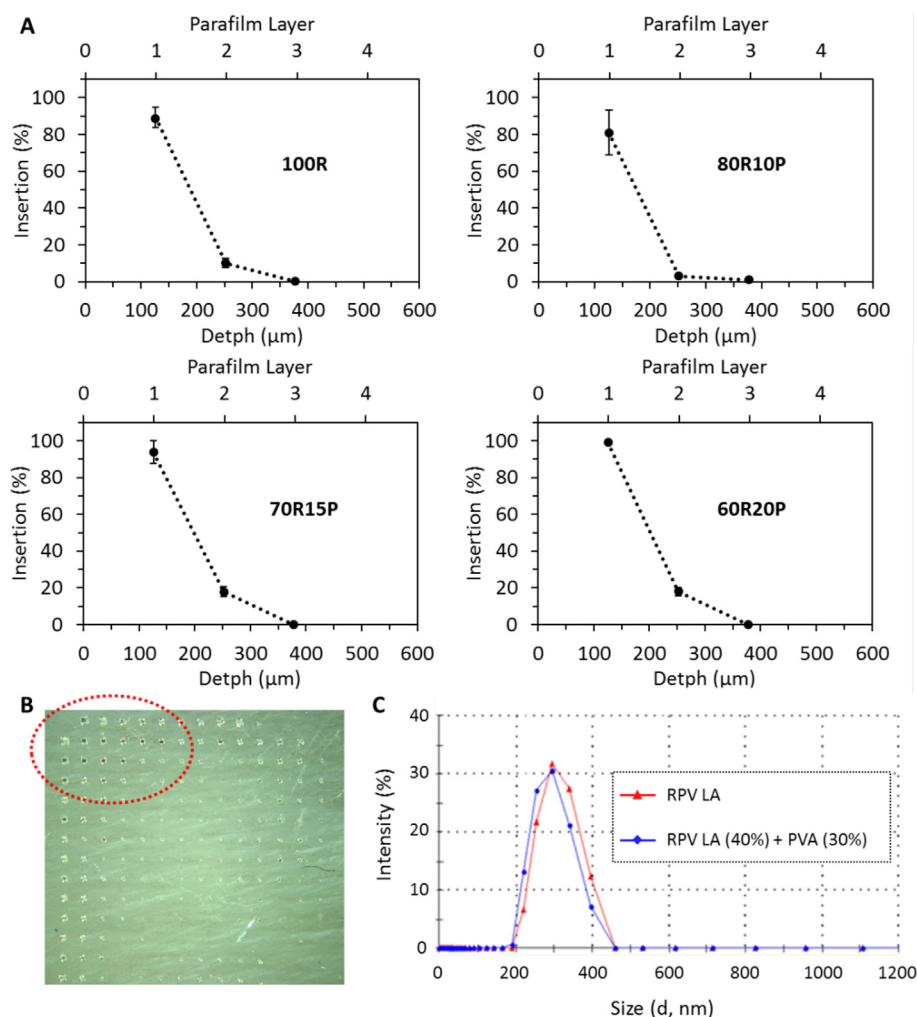 A
Parafilm Layer
0 1 2 3 4
Insertion (%)
100
80
60
40
20
0
100R
0 100 200 300 400 500 600
Detph (μm)
Parafilm Layer
0 1 2 3 4
Insertion (%)
100
80
60
40
20
0
80R10P
0 100 200 300 400 500 600
Detph (μm)
Parafilm Layer
0 1 2 3 4
Insertion (%)
100
80
60
40
20
0
70R15P
0 100 200 300 400 500 600
Detph (μm)
Parafilm Layer
0 1 2 3 4
Insertion (%)
100
80
60
40
20
0
60R20P
0 100 200 300 400 500 600
Detph (μm)
B
C
Intensity (%)
40
30
20
10
0
RPV LA
RPV LA (40%) + PVA (30%)
0 200 400 600 800 1000 1200
Size (d, nm)